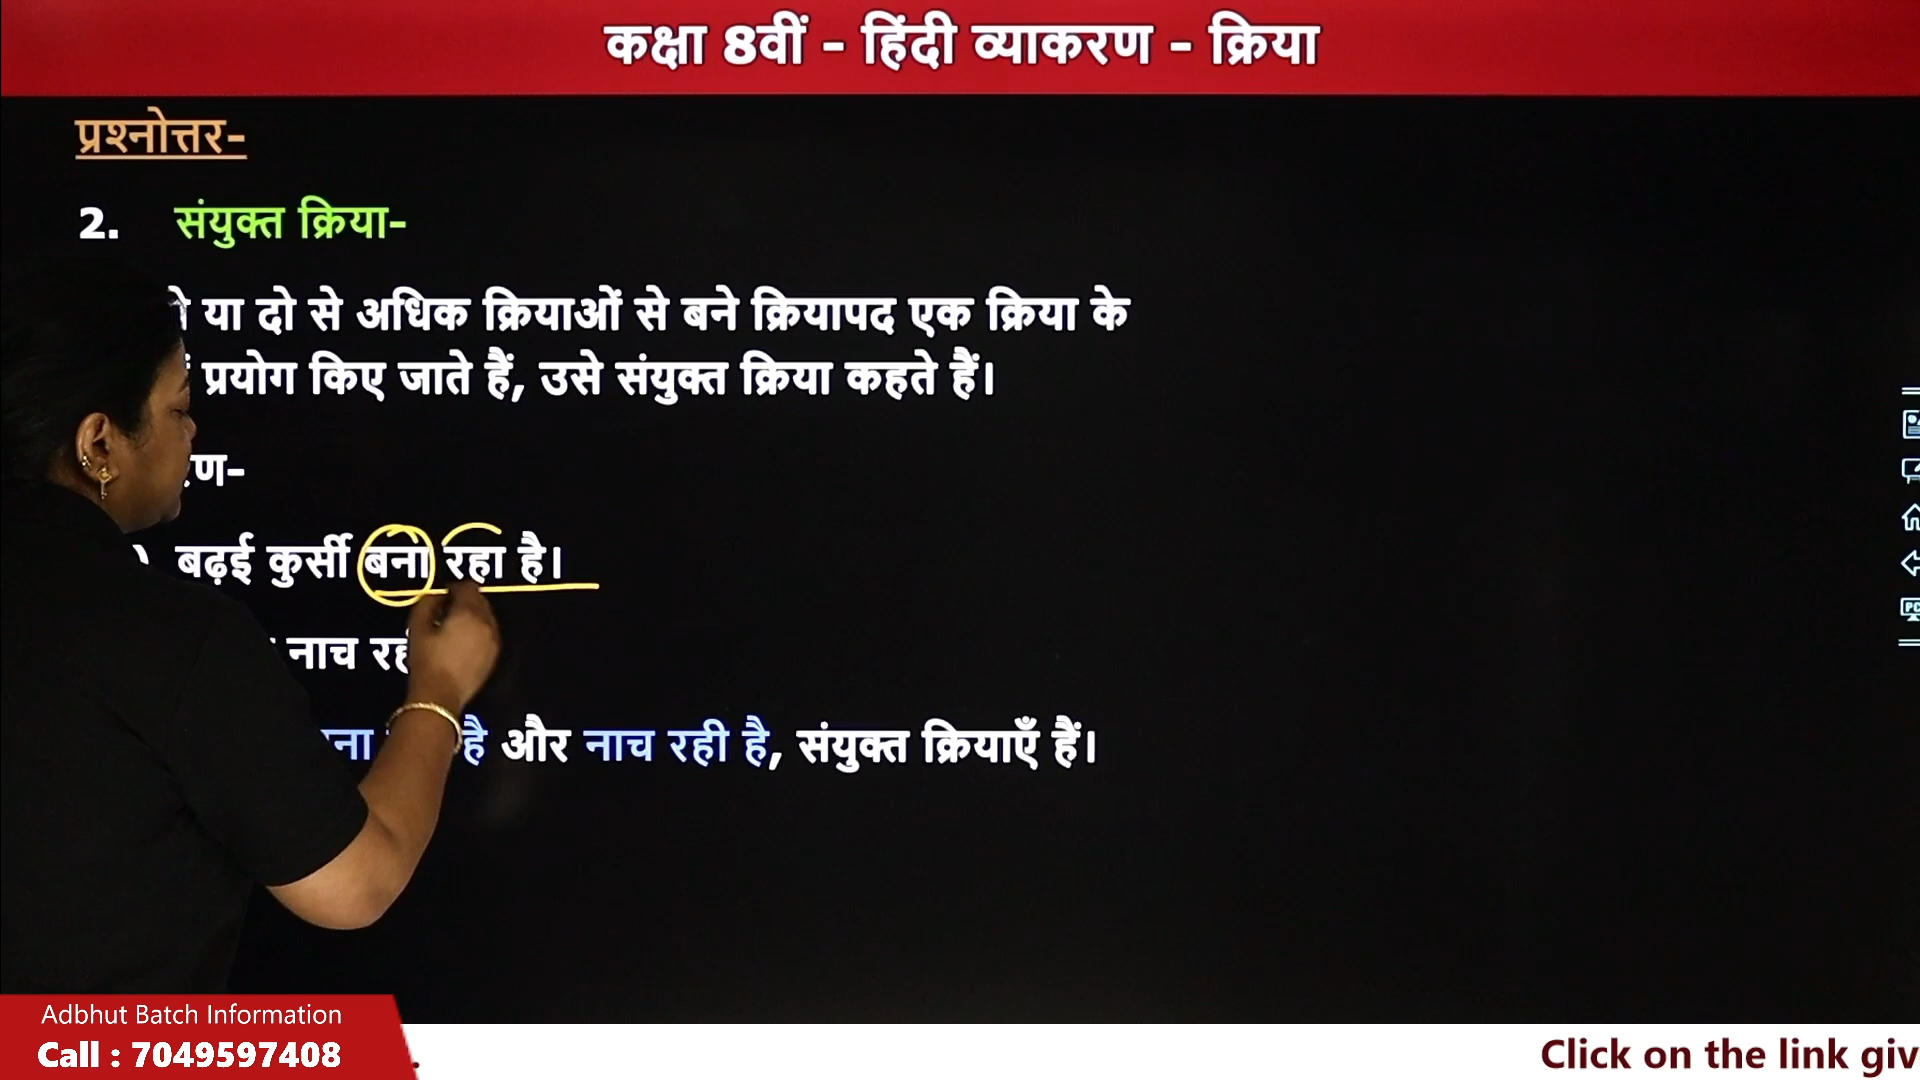 कक्षा 8वीं - हिंदी व्याकरण - क्रिया
प्रश्नोत्तर-
2. संयुक्त क्रिया-
या दो से अधिक क्रियाओं से बने क्रियापद एक क्रिया के
प्रयोग किए जाते हैं, उसे संयुक्त क्रिया कहते हैं।
बढ़ई कुर्सी बना रहा है।
नाच
है और नाच रही है, संयुक्त क्रियाएँ हैं।
Adbhut Batch Information
Call : 7049597408
Click on the link